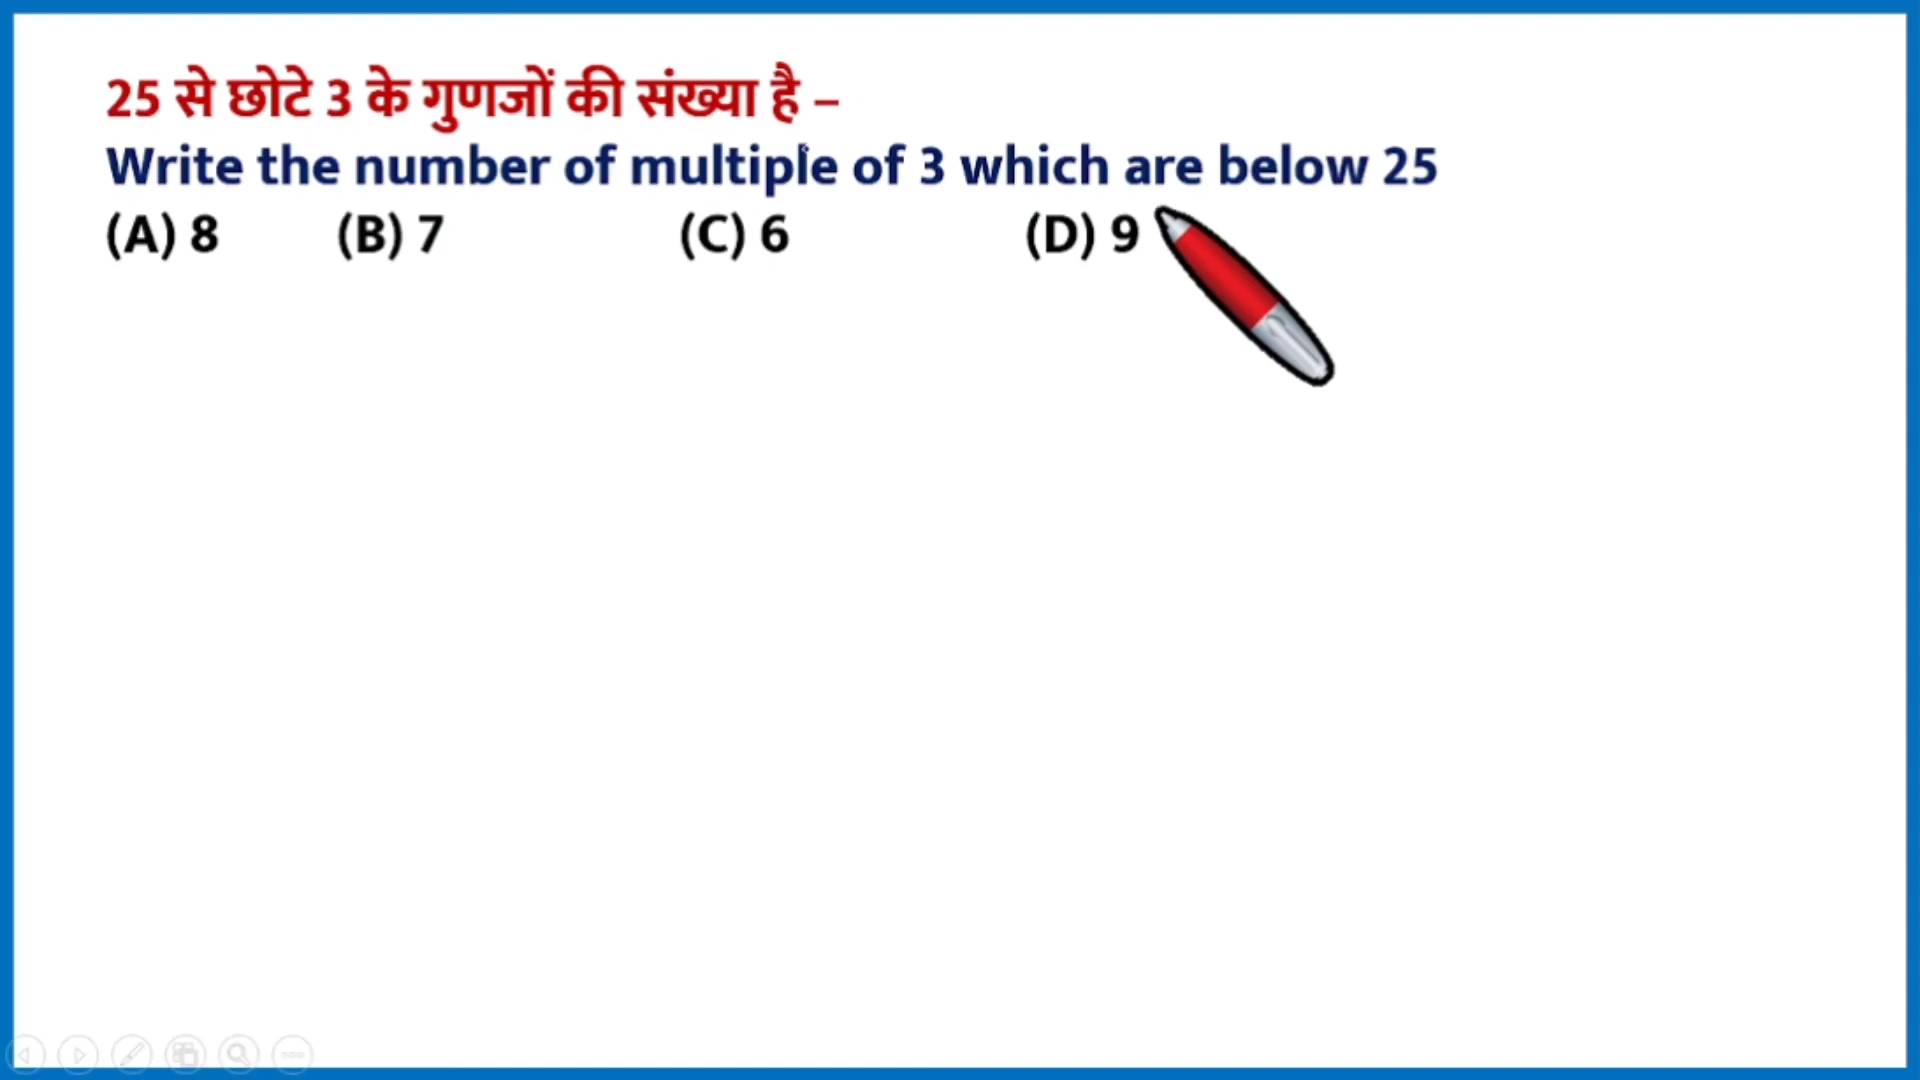 25 से छोटे 3 के गुणजों की संख्या है –
Write the number of multiple of 3 which are below 25
(A) 8 (B) 7 (C) 6 (D) 9